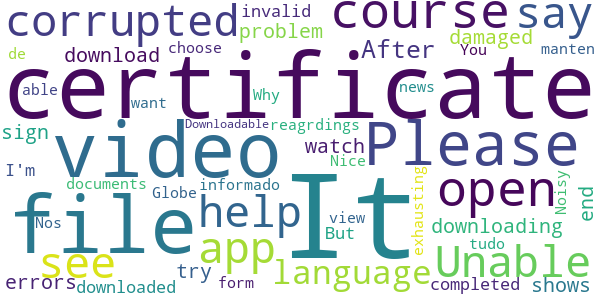 corrupted invalid course say
problem
de download choose After damaged You manten
certificate
able want Why news
sign Downloadable reagrdings Please
video watch Nice
I'm documents Globe informado open exhausting Noisy end
file help It
Nos view But downloading
see app tudo Unable
try language
errors downloaded form completed shows